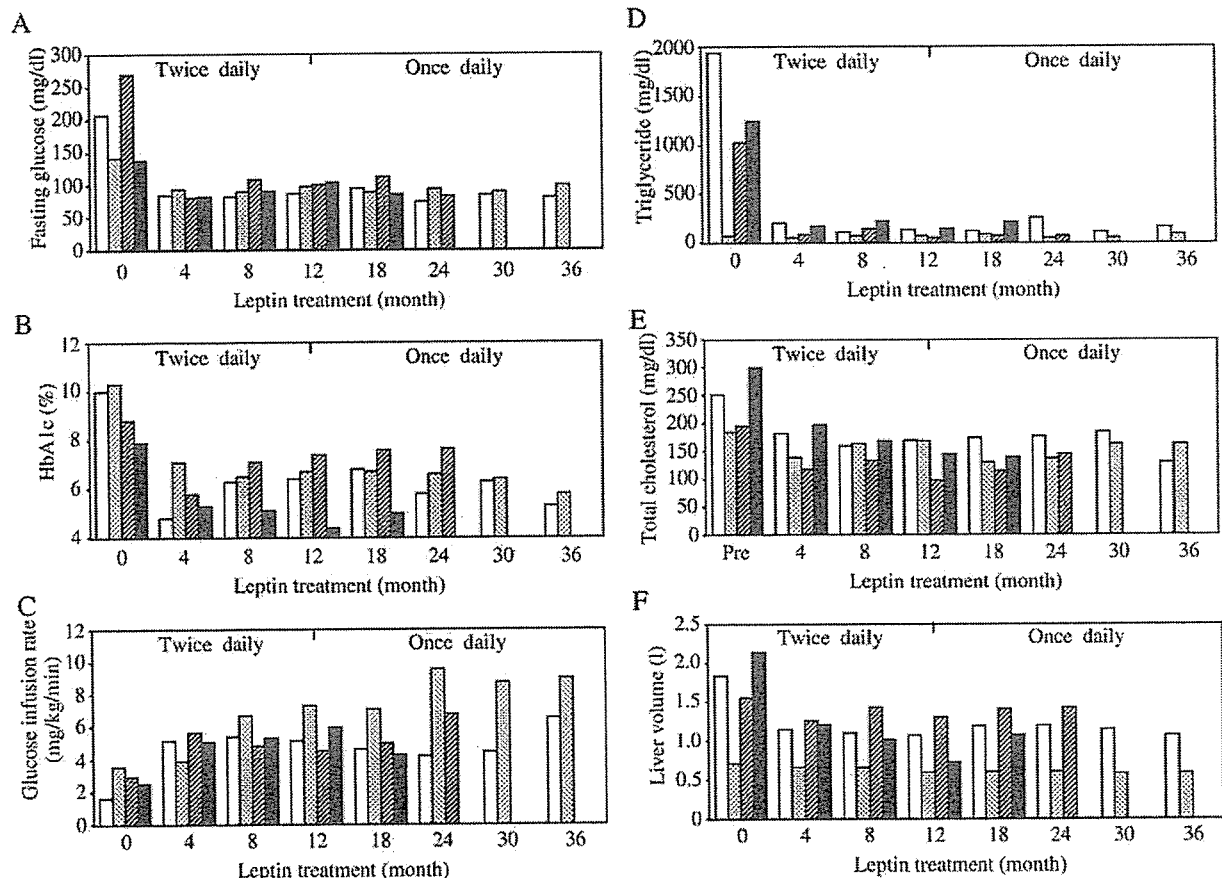 A
Fasting glucose (mg/dl)
300
250
200
150
100
50
0
Twice daily
Once daily
0 4 8 12 18 24 30 36
Leptin treatment (month)
B
HbA1c (%)
12
10
8
6
4
Twice daily
Once daily
0 4 8 12 18 24 30 36
Leptin treatment (month)
C
Glucose infusion rate
(mg/kg/min)
12
10
8
6
4
2
0
Twice daily
Once daily
0 4 8 12 18 24 30 36
Leptin treatment (month)
D
Triglyceride (mg/dl)
2000
1500
1000
500
0
Twice daily
Once daily
0 4 8 12 18 24 30 36
Leptin treatment (month)
E
Total cholesterol (mg/dl)
350
300
250
200
150
100
50
0
Twice daily
Once daily
Pre 4 8 12 18 24 30 36
Leptin treatment (month)
F
Liver volume (l)
2.5
2.0
1.5
1.0
0.5
0
Twice daily
Once daily
0 4 8 12 18 24 30 36
Leptin treatment (month)